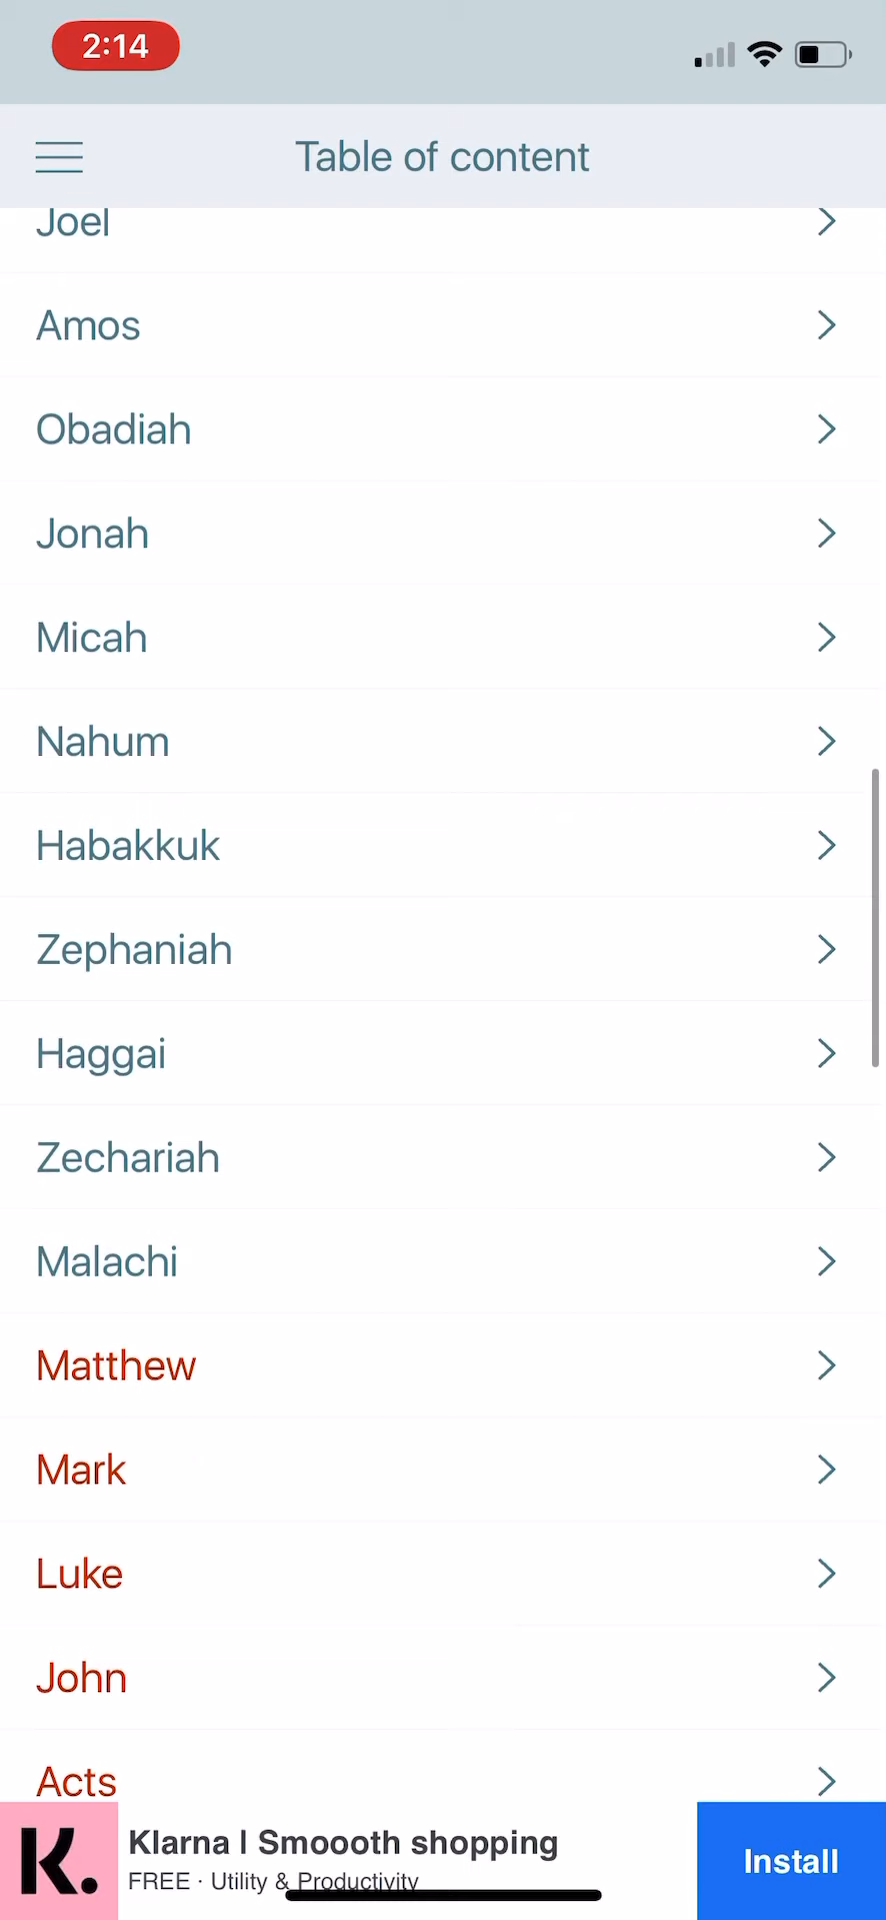 2:14
Table of content
Joel
Amos
Obadiah
Jonah
Micah
Nahum
Habakkuk
Zephaniah
Haggai
Zechariah
Malachi
Matthew
Mark
Luke
John
Acts
K.
Klarna | Smoooth shopping
FREE · Utility & Productivity
Install